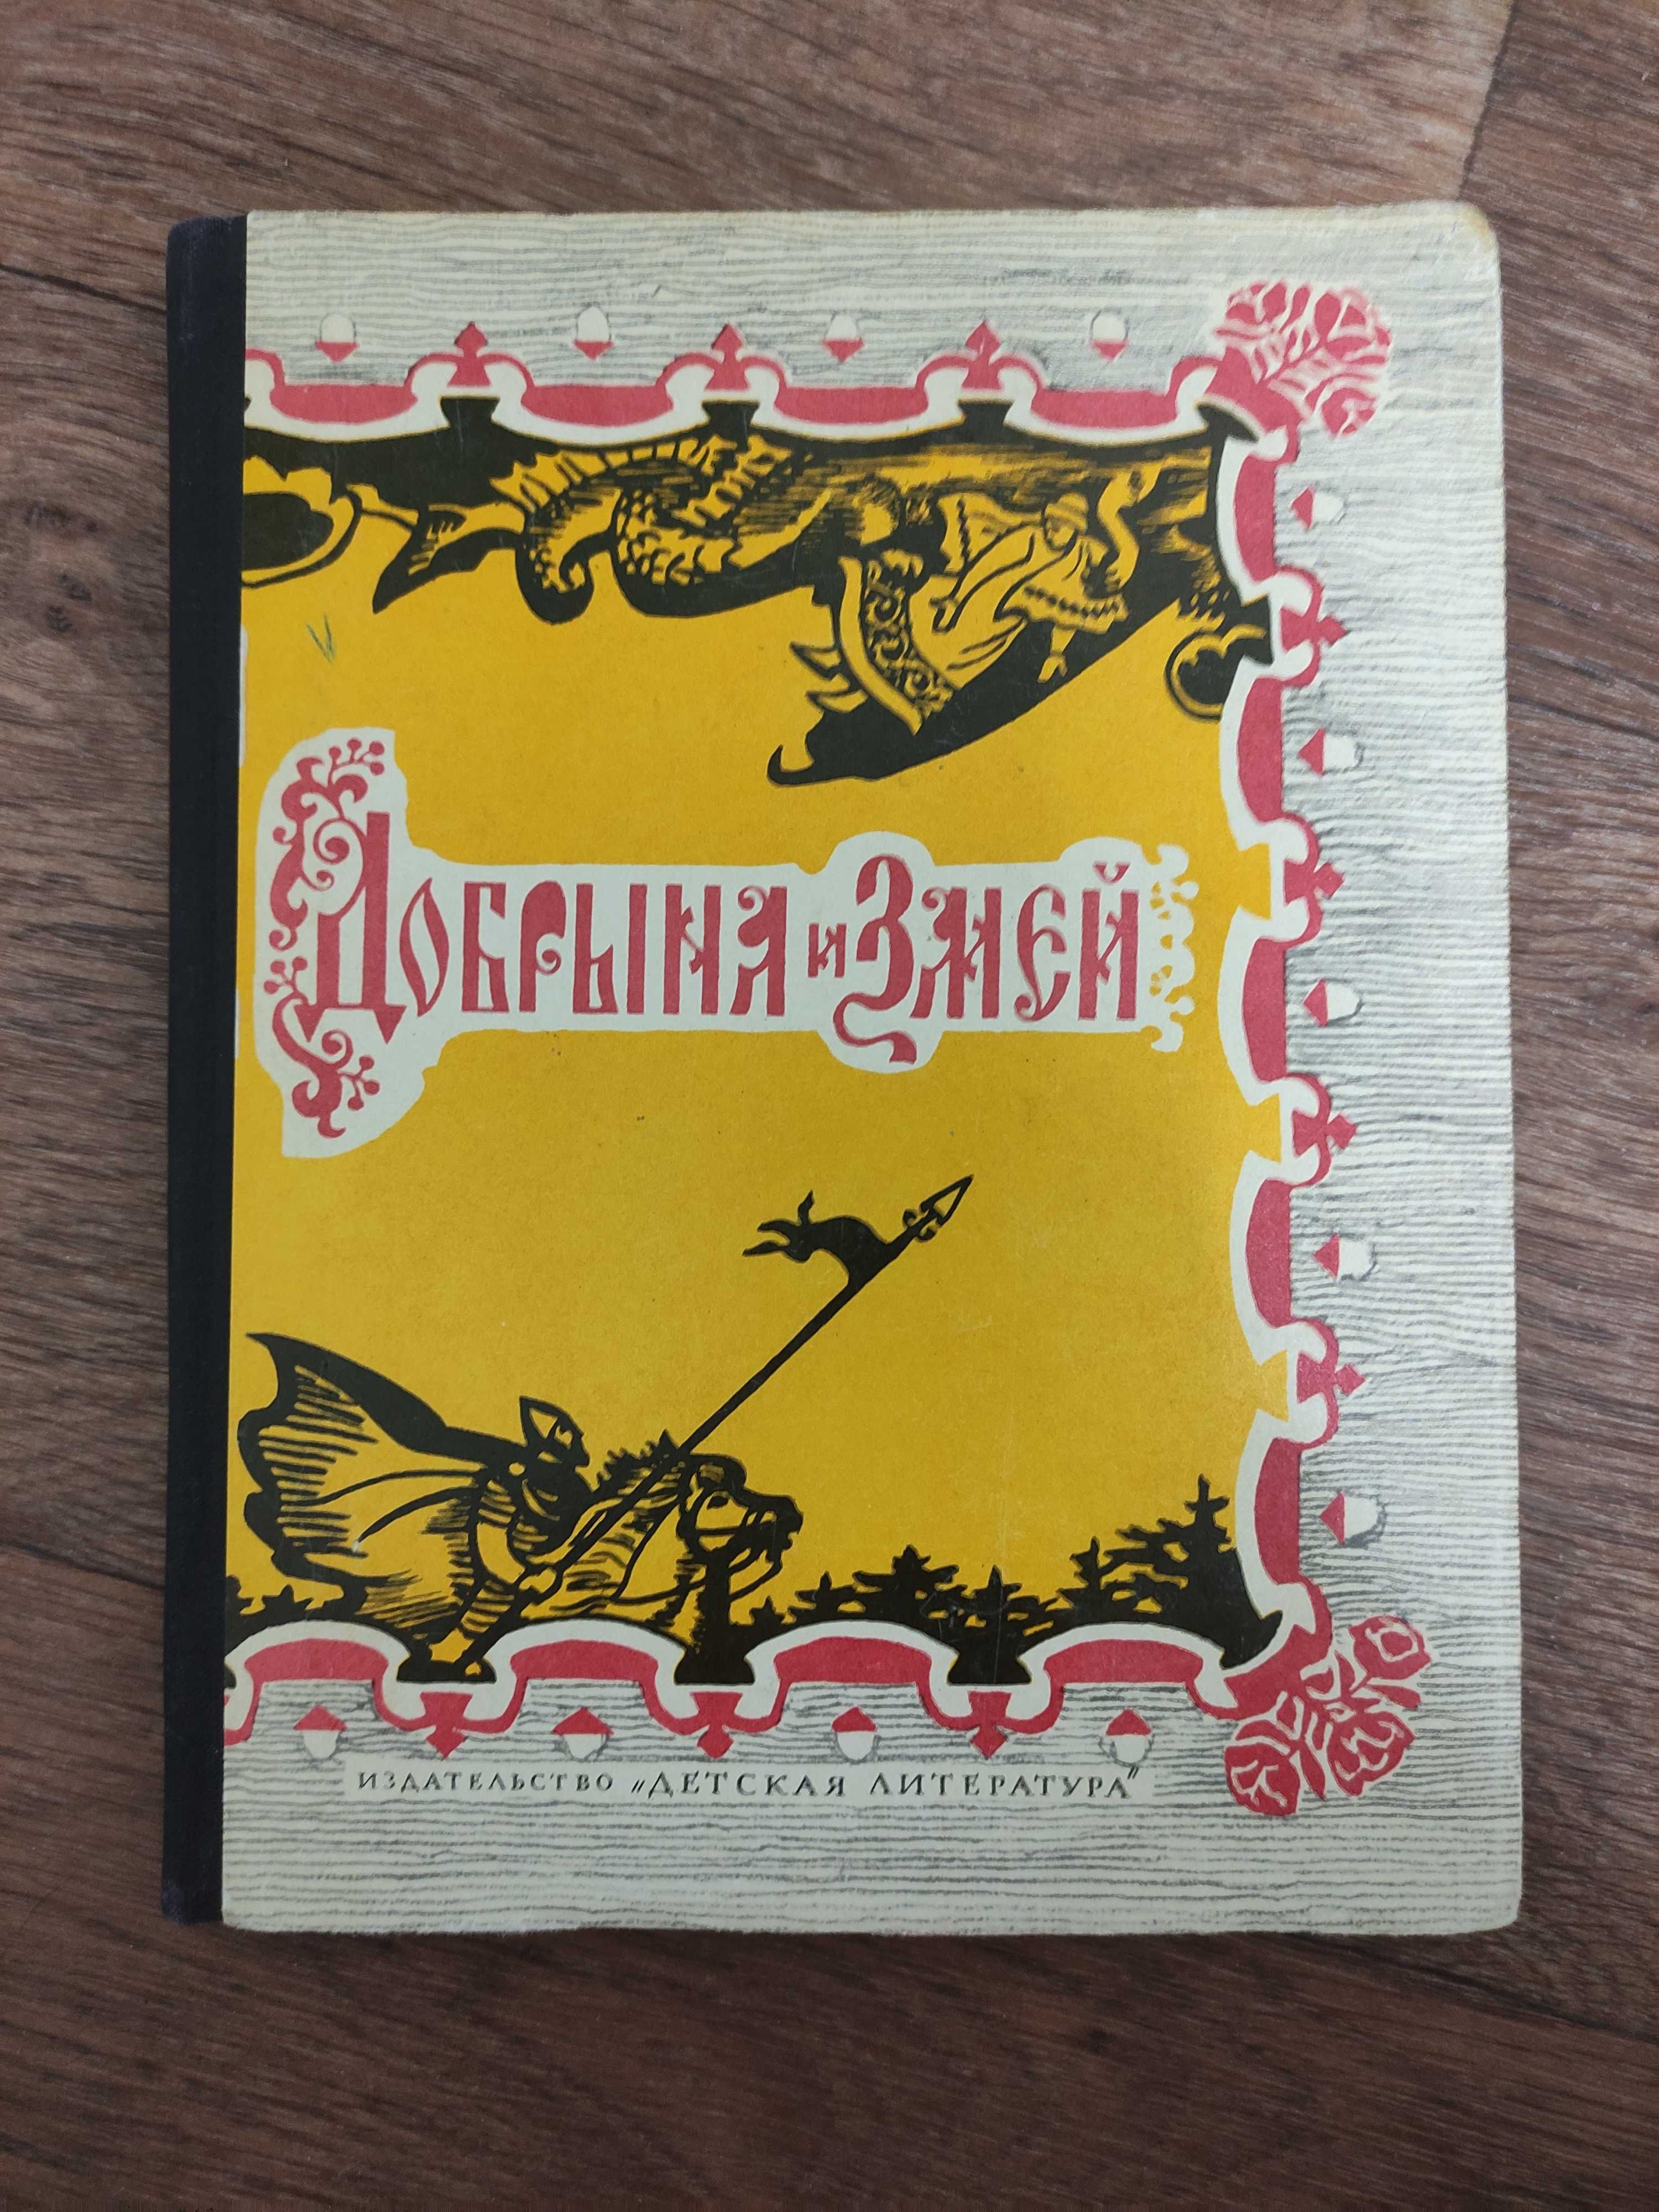 Добрыня и Змей
ИЗДАТЕЛЬСТВО „ДЕТСКАЯ ЛИТЕРАТУРА"